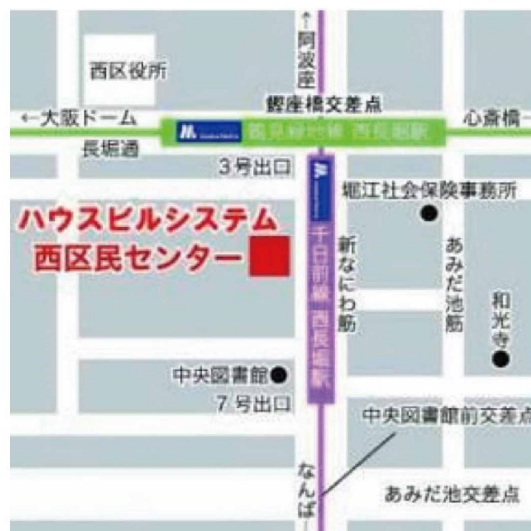 ↑阿波座
西区役所
鰹座橋交差点
←大阪ドーム
鶴見緑地線 西長堀駅
心斎橋→
長堀通
3号出口
堀江社会保険事務所
ハウスビルシステム
西区民センター
千日前線 西長堀駅
新なにわ筋
あみだ池筋
和光寺
中央図書館
7号出口
中央図書館前交差点
なんば→
あみだ池交差点